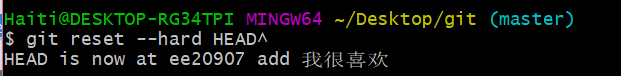 Haiti@DESKTOP-RG34TPI MINGW64 ~/Desktop/git (master)
$ git reset --hard HEAD^
HEAD is now at ee20907 add 我很喜欢